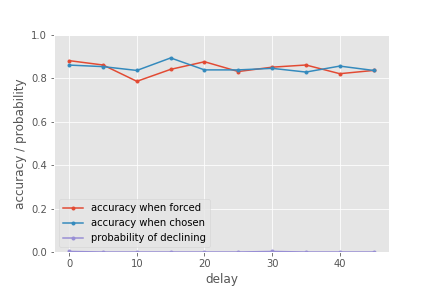 1.0
0.8
0.6
0.4
0.2
0.0
accuracy / probability
accuracy when forced
accuracy when chosen
probability of declining
0 10 20 30 40
delay